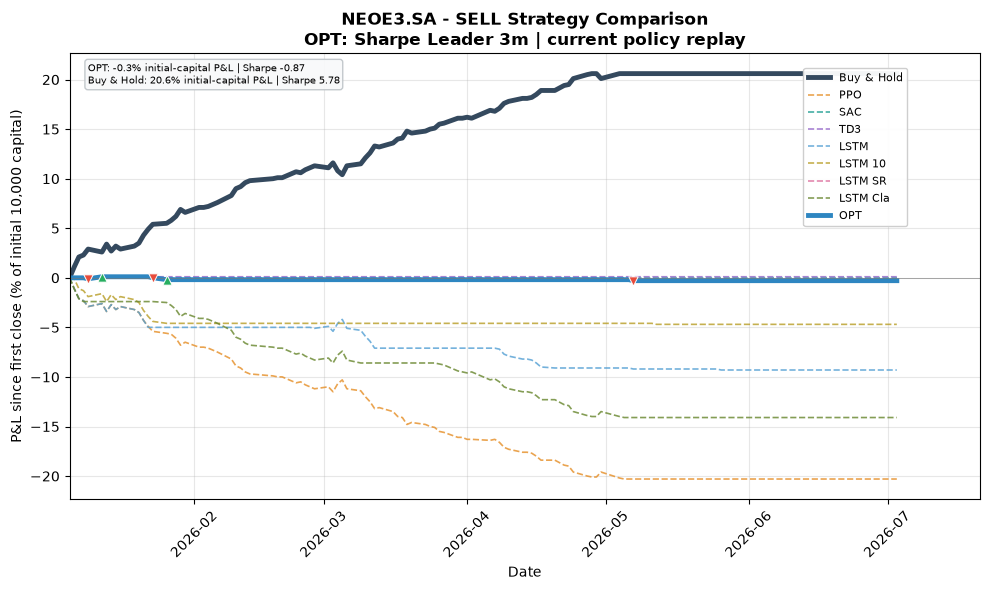 NEOE3.SA - SELL Strategy Comparison
OPT: Sharpe Leader 3m | current policy replay
OPT: -0.3% initial-capital P&L | Sharpe -0.87
Buy & Hold: 20.6% initial-capital P&L | Sharpe 5.78
Buy & Hold
PPO
SAC
TD3
LSTM
LSTM 10
LSTM SR
LSTM Cla
OPT
P&L since first close (% of initial 10,000 capital)
20
15
10
5
0
−5
−10
−15
−20
2026-02
2026-03
2026-04
2026-05
2026-06
2026-07
Date